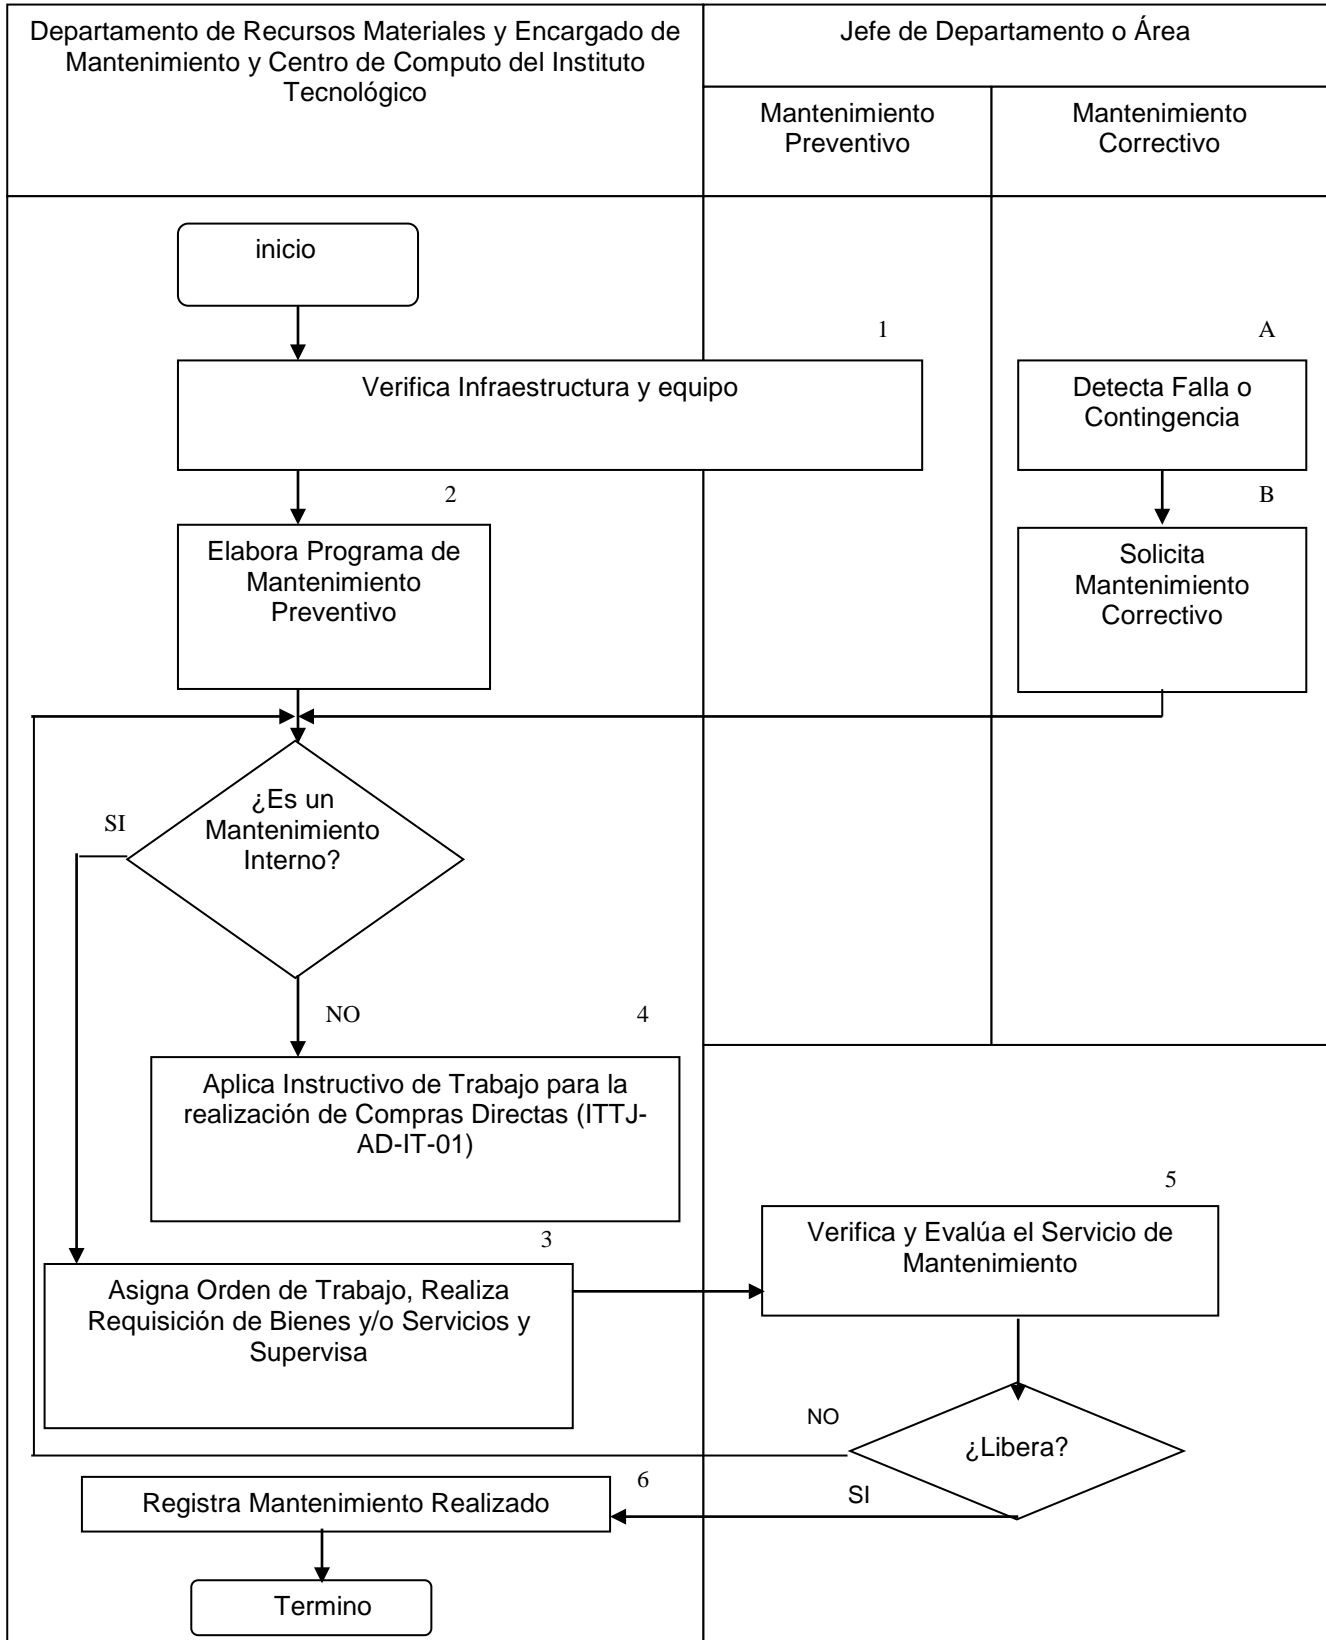 Departamento de Recursos Materiales y Encargado de
Mantenimiento y Centro de Computo del Instituto
Tecnológico
Jefe de Departamento o Área
Mantenimiento
Preventivo
Mantenimiento
Correctivo
inicio
1
A
Verifica Infraestructura y equipo
Detecta Falla o
Contingencia
2
B
Elabora Programa de
Mantenimiento
Preventivo
Solicita
Mantenimiento
Correctivo
¿Es un
Mantenimiento
Interno?
SI
NO
4
Aplica Instructivo de Trabajo para la
realización de Compras Directas (ITTJ-
AD-IT-01)
5
Verifica y Evalúa el Servicio de
Mantenimiento
3
Asigna Orden de Trabajo, Realiza
Requisición de Bienes y/o Servicios y
Supervisa
NO
¿Libera?
SI
6
Registra Mantenimiento Realizado
Termino